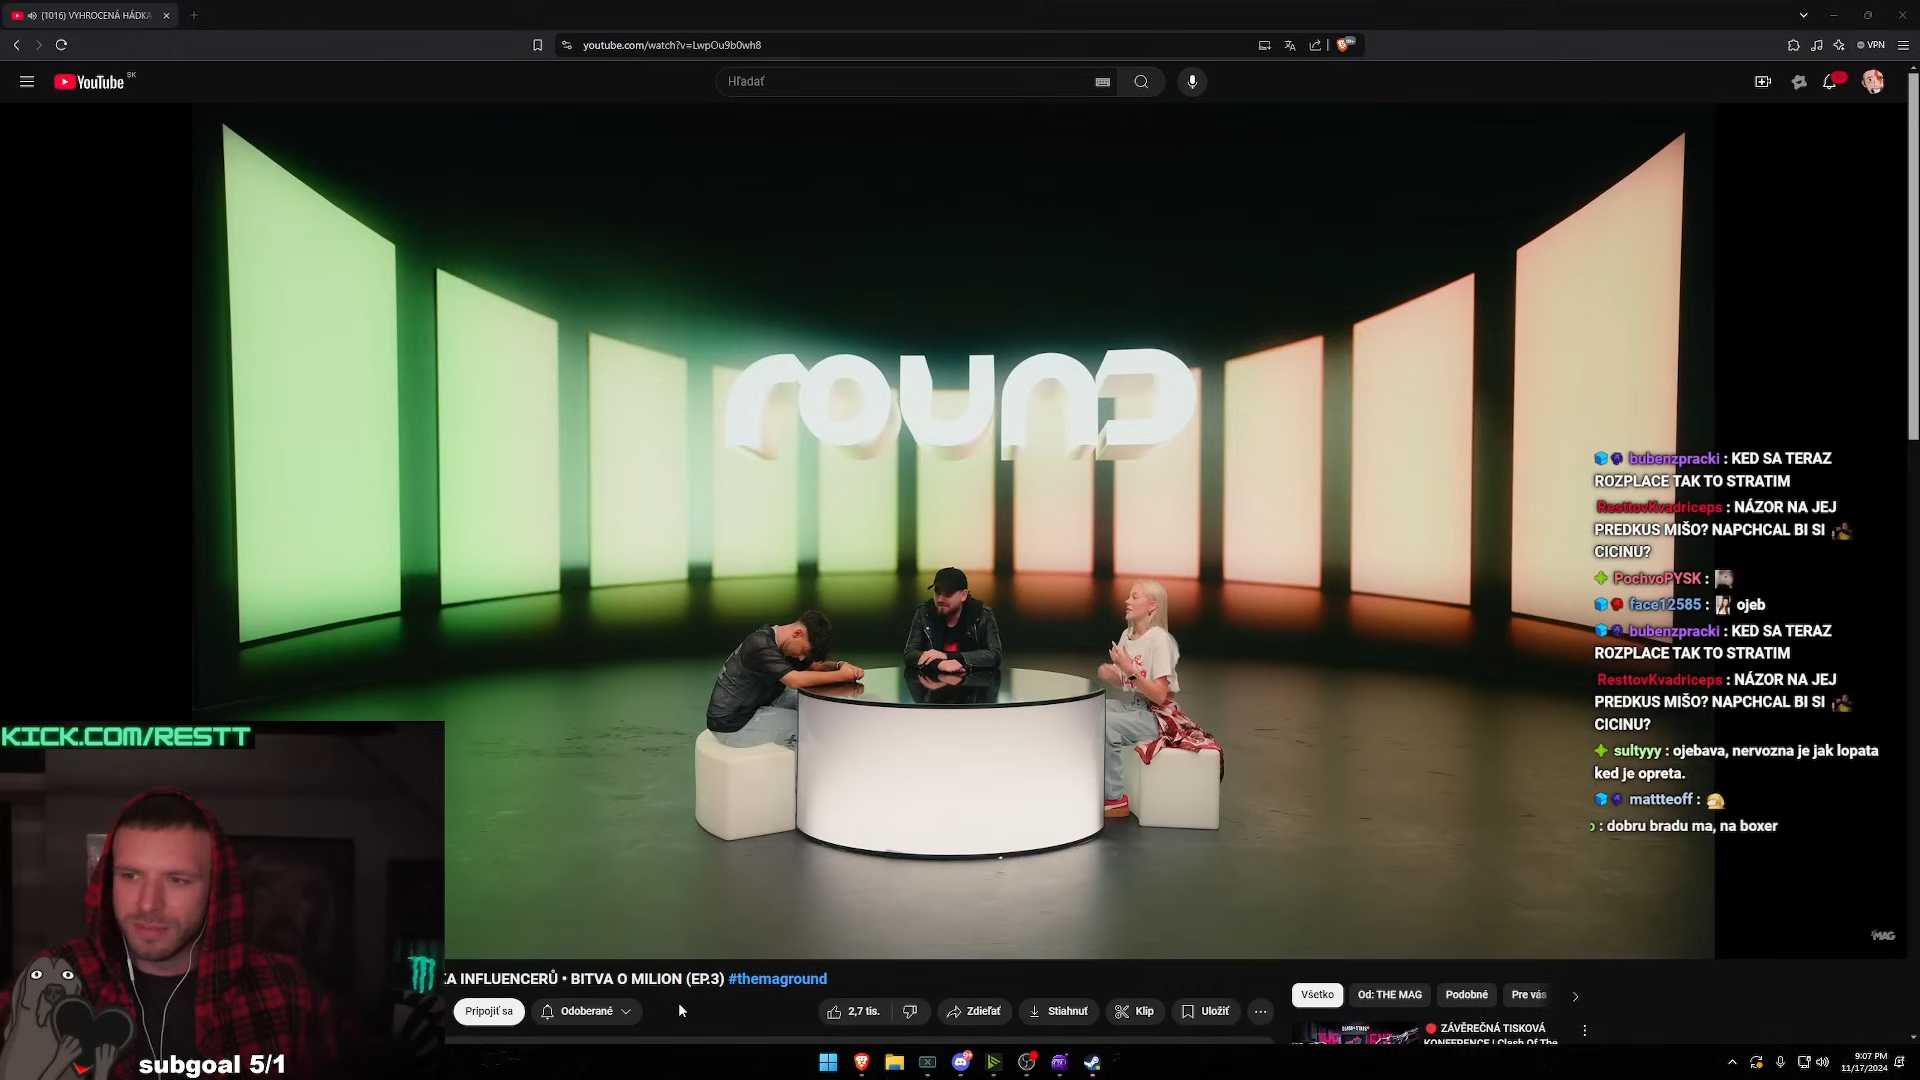 (1016) VYHROCENÁ HÁDKA
youtube.com/watch?v=LwpOu9b0wh8
VPN
YouTube SK
Hľadať
round
bubenzpracki : KED SA TERAZ
ROZPLACE TAK TO STRATIM
ResttovKvadriceps : NÁZOR NA JEJ
PREDKUS MIŠO? NAPCHCAL BI SI
CICINU?
PochvoPYSK :
face12585 : ojeb
bubenzpracki : KED SA TERAZ
ROZPLACE TAK TO STRATIM
ResttovKvadriceps : NÁZOR NA JEJ
PREDKUS MIŠO? NAPCHCAL BI SI
CICINU?
sultyyy : ojebava, nervozna je jak lopata
ked je opreta.
mattteoff :
: dobru bradu ma, na boxer
KICK.COM/RESTT
MAG
KA INFLUENCERŮ • BITVA O MILION (EP.3) #themaground
Pripojiť sa
Odoberané
2,7 tis.
Zdieľať
Stiahnuť
Klip
Uložiť
Všetko
Od: THE MAG
Podobné
Pre vás
ZÁVĚREČNÁ TISKOVÁ
KONFERENCE | Clash Of The
subgoal 5/1
9:07 PM
11/17/2024